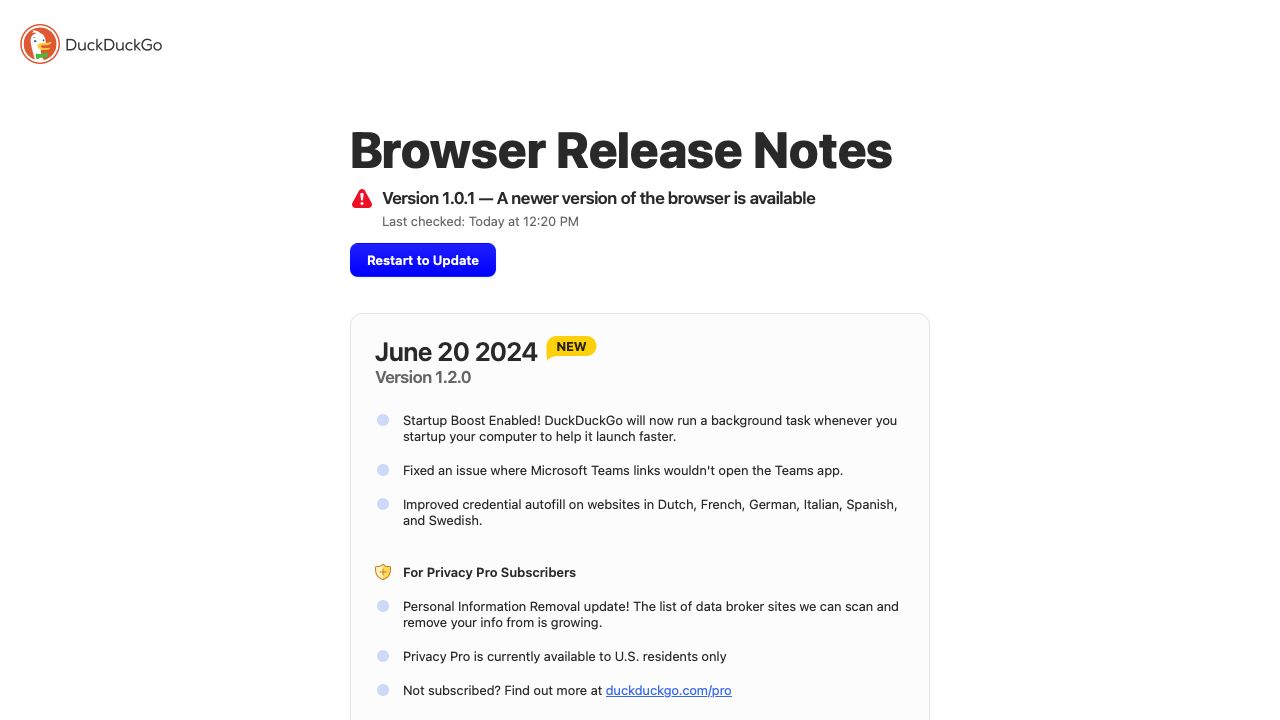 DuckDuckGo
Browser Release Notes
Version 1.0.1 — A newer version of the browser is available
Last checked: Today at 12:20 PM
Restart to Update
June 20 2024 NEW
Version 1.2.0
Startup Boost Enabled! DuckDuckGo will now run a background task whenever you
startup your computer to help it launch faster.
Fixed an issue where Microsoft Teams links wouldn't open the Teams app.
Improved credential autofill on websites in Dutch, French, German, Italian, Spanish,
and Swedish.
For Privacy Pro Subscribers
Personal Information Removal update! The list of data broker sites we can scan and
remove your info from is growing.
Privacy Pro is currently available to U.S. residents only
Not subscribed? Find out more at duckduckgo.com/pro